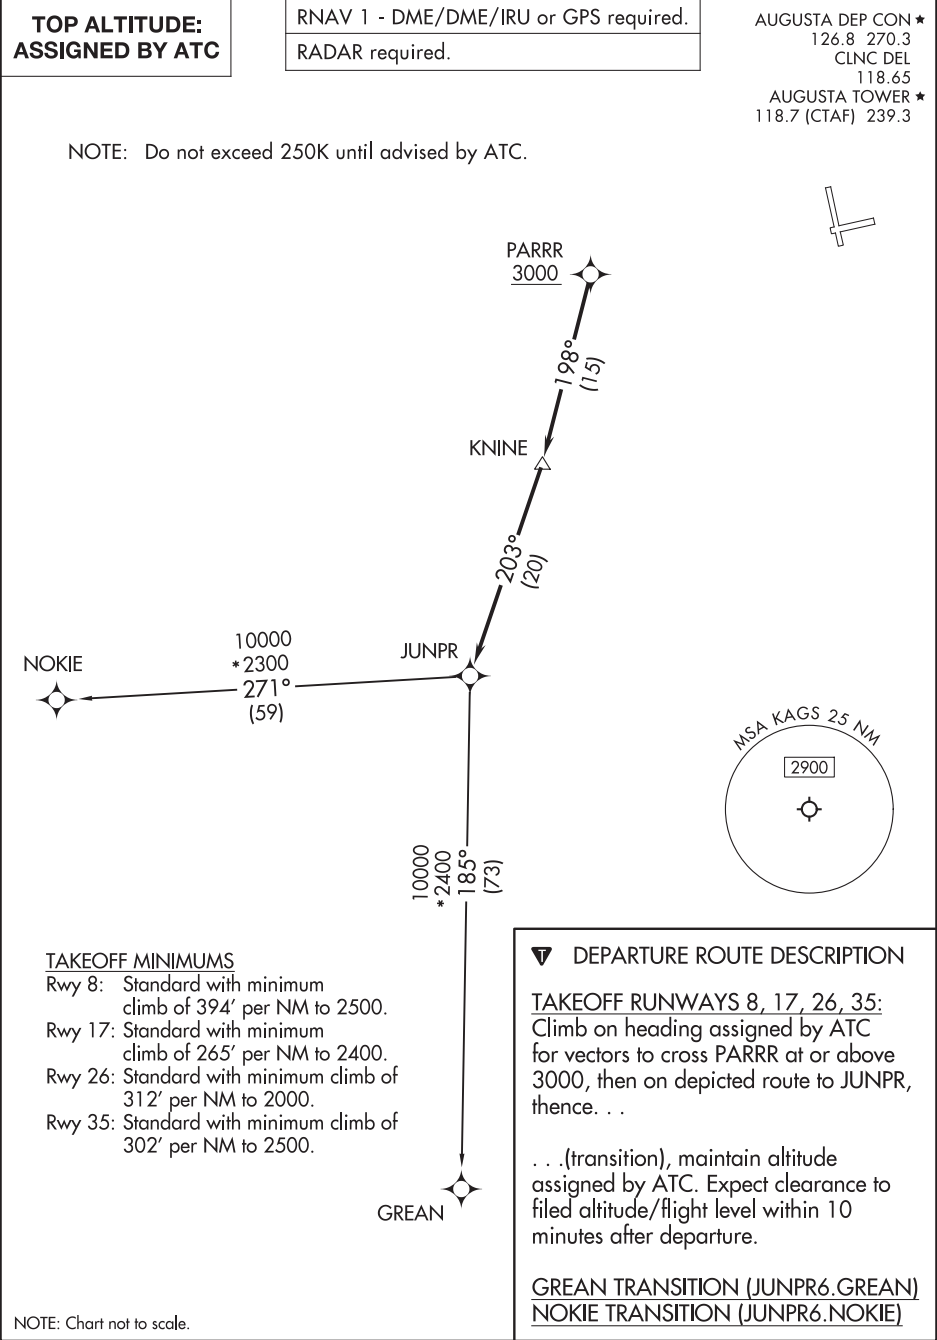 TOP ALTITUDE:
ASSIGNED BY ATC
RNAV 1 - DME/DME/IRU or GPS required.
RADAR required.
AUGUSTA DEP CON ★
126.8 270.3
CLNC DEL
118.65
AUGUSTA TOWER ★
118.7 (CTAF) 239.3
NOTE: Do not exceed 250K until advised by ATC.
PARRR
3000
198°
(15)
KNINE
203°
(20)
JUNPR
NOKIE
10000
*2300
271°
(59)
MSA KAGS 25 NM
2900
10000
*2400
185°
(73)
GREAN
TAKEOFF MINIMUMS
Rwy 8: Standard with minimum
climb of 394' per NM to 2500.
Rwy 17: Standard with minimum
climb of 265' per NM to 2400.
Rwy 26: Standard with minimum climb of
312' per NM to 2000.
Rwy 35: Standard with minimum climb of
302' per NM to 2500.
T DEPARTURE ROUTE DESCRIPTION
TAKEOFF RUNWAYS 8, 17, 26, 35:
Climb on heading assigned by ATC
for vectors to cross PARRR at or above
3000, then on depicted route to JUNPR,
thence. . .
. . .(transition), maintain altitude
assigned by ATC. Expect clearance to
filed altitude/flight level within 10
minutes after departure.
GREAN TRANSITION (JUNPR6.GREAN)
NOKIE TRANSITION (JUNPR6.NOKIE)
NOTE: Chart not to scale.